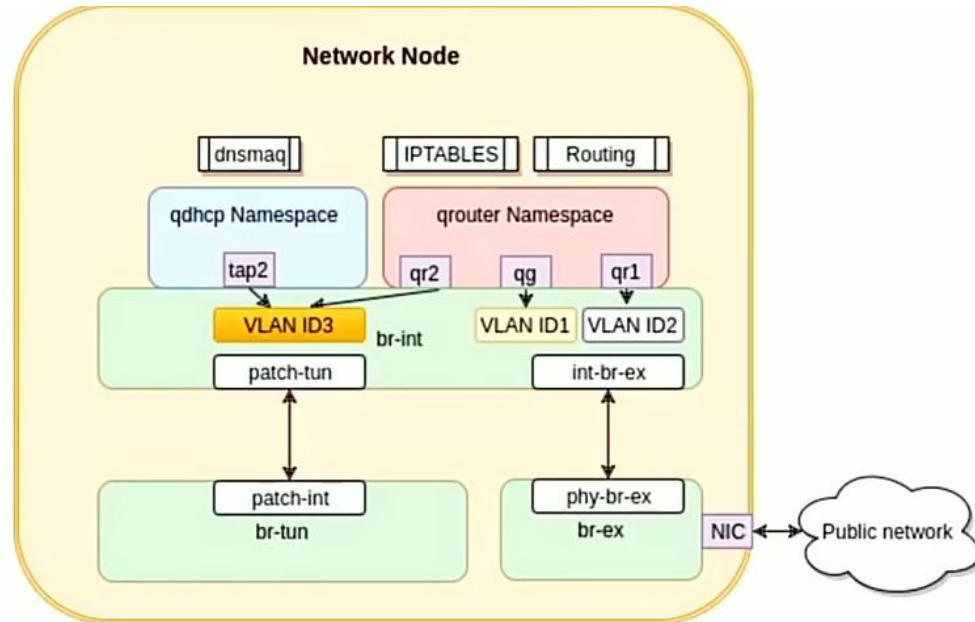 Network Node
dnsmaq
IPTABLES
Routing
qdhcp Namespace
qrouter Namespace
tap2
qr2
qg
qr1
VLAN ID3
VLAN ID1
VLAN ID2
br-int
patch-tun
int-br-ex
patch-int
phy-br-ex
br-tun
br-ex
NIC
Public network